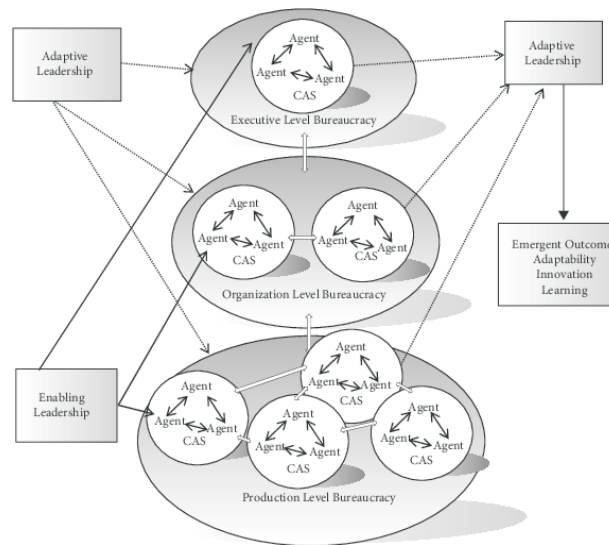 Adaptive
Leadership
Agent
Agent
Agent
CAS
Executive Level Bureaucracy
Adaptive
Leadership
Agent
Agent
Agent
CAS
Agent
Agent
Agent
CAS
Organization Level Bureaucracy
Emergent Outcome
Adaptability
Innovation
Learning
Enabling
Leadership
Agent
Agent
Agent
CAS
Agent
Agent
Agent
CAS
Agent
Agent
Agent
CAS
Agent
Agent
Agent
CAS
Production Level Bureaucracy